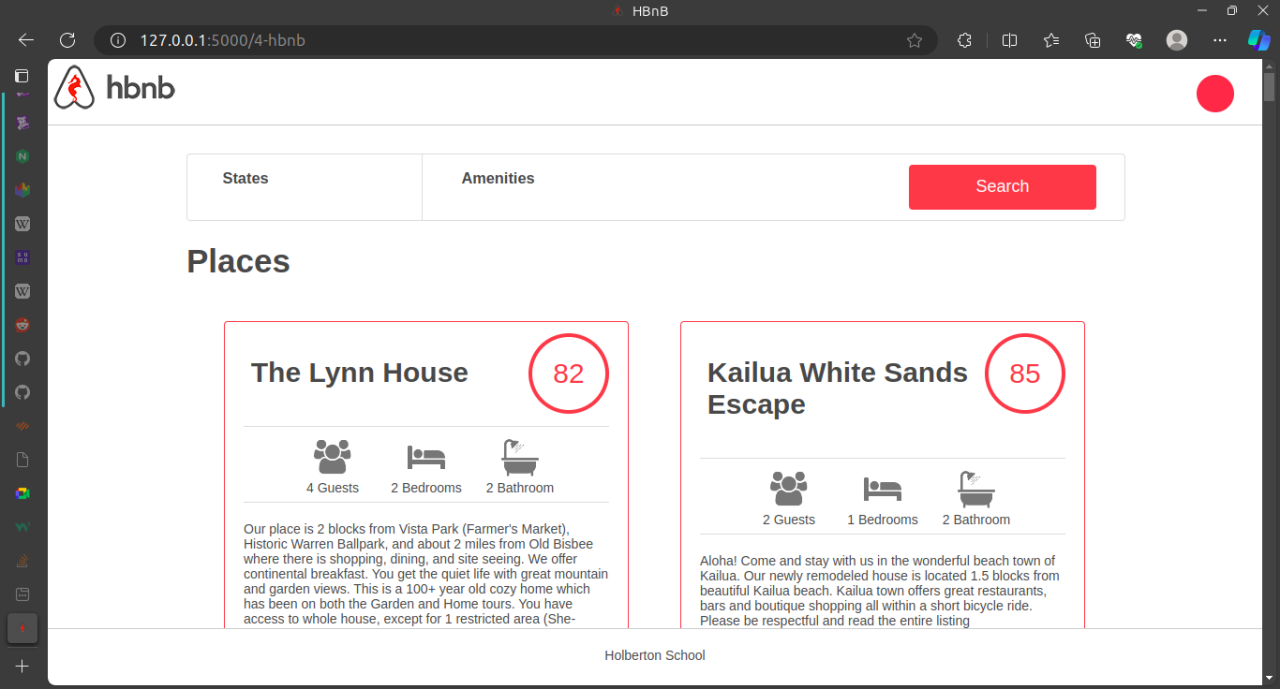 HBnB
127.0.0.1:5000/4-hbnb
hbnb
States
Amenities
Search
Places
The Lynn House
82
4 Guests
2 Bedrooms
2 Bathroom
Our place is 2 blocks from Vista Park (Farmer's Market),
Historic Warren Ballpark, and about 2 miles from Old Bisbee
where there is shopping, dining, and site seeing. We offer
continental breakfast. You get the quiet life with great mountain
and garden views. This is a 100+ year old cozy home which
has been on both the Garden and Home tours. You have
access to whole house, except for 1 restricted area (She-
Kailua White Sands
Escape
85
2 Guests
1 Bedrooms
2 Bathroom
Aloha! Come and stay with us in the wonderful beach town of
Kailua. Our newly remodeled house is located 1.5 blocks from
beautiful Kailua beach. Kailua town offers great restaurants,
bars and boutique shopping all within a short bicycle ride.
Please be respectful and read the entire listing
Holberton School